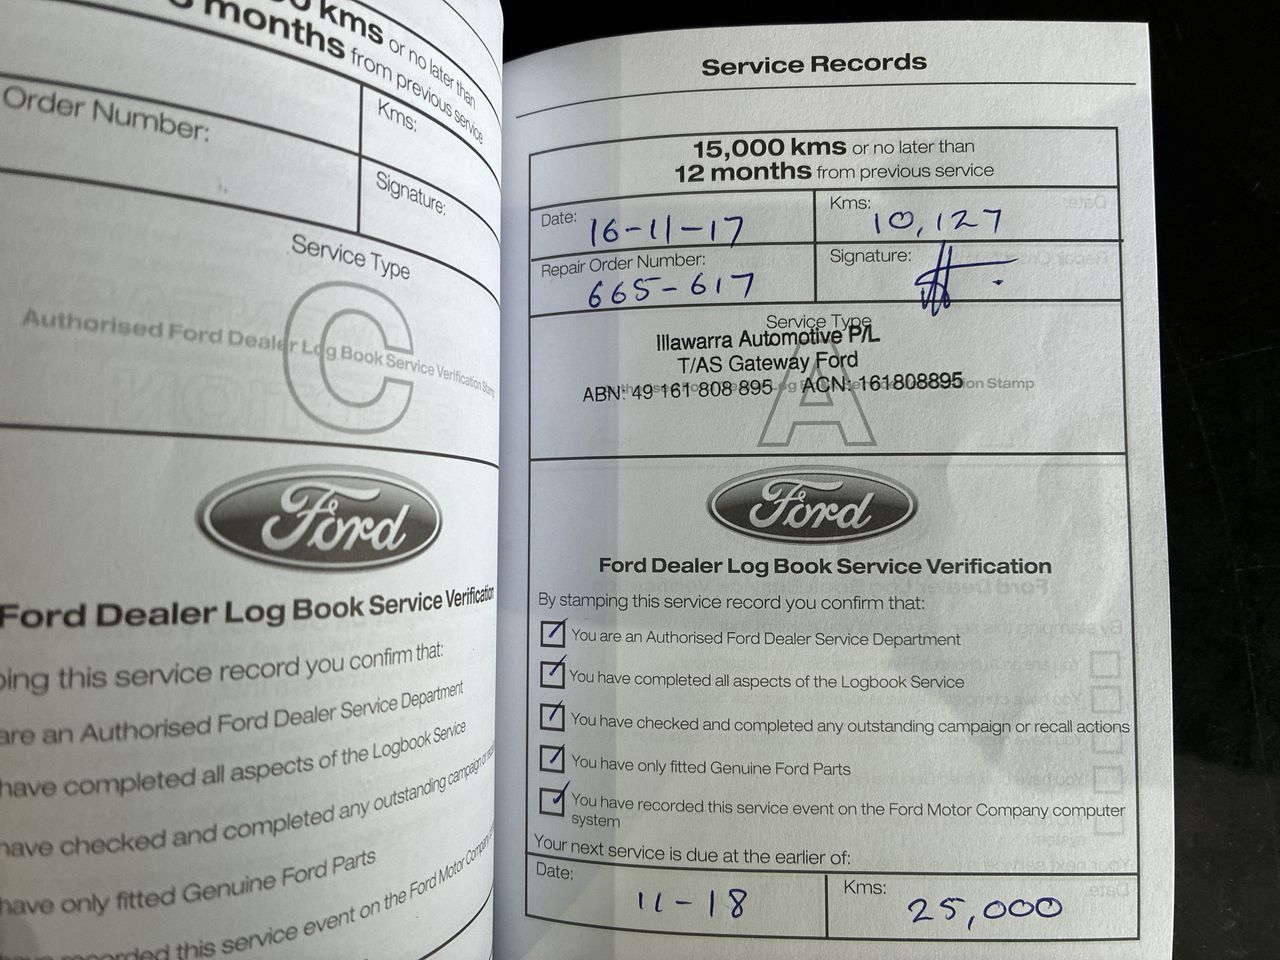 kms or no later than
months from previous service
Order Number:
Kms:
Signature:
Service Type
C
Authorised Ford Dealer Log Book Service Verification Stamp
Ford
Ford Dealer Log Book Service Verification
this service record you confirm that:
are an Authorised Ford Dealer Service Department
have completed all aspects of the Logbook Service
have checked and completed any outstanding campaign or
have only fitted Genuine Ford Parts
this service event on the Ford Motor Company
Service Records
15,000 kms or no later than
12 months from previous service
Date: 16-11-17
Kms: 10,127
Repair Order Number: 665-617
Signature:
Service Type
A
Illawarra Automotive P/L
T/AS Gateway Ford
ABN: 49 161 808 895 ACN: 161808895
Stamp
Ford
Ford Dealer Log Book Service Verification
By stamping this service record you confirm that:
You are an Authorised Ford Dealer Service Department
You have completed all aspects of the Logbook Service
You have checked and completed any outstanding campaign or recall actions
You have only fitted Genuine Ford Parts
You have recorded this service event on the Ford Motor Company computer
system
Your next service is due at the earlier of:
Date: 11-18
Kms: 25,000